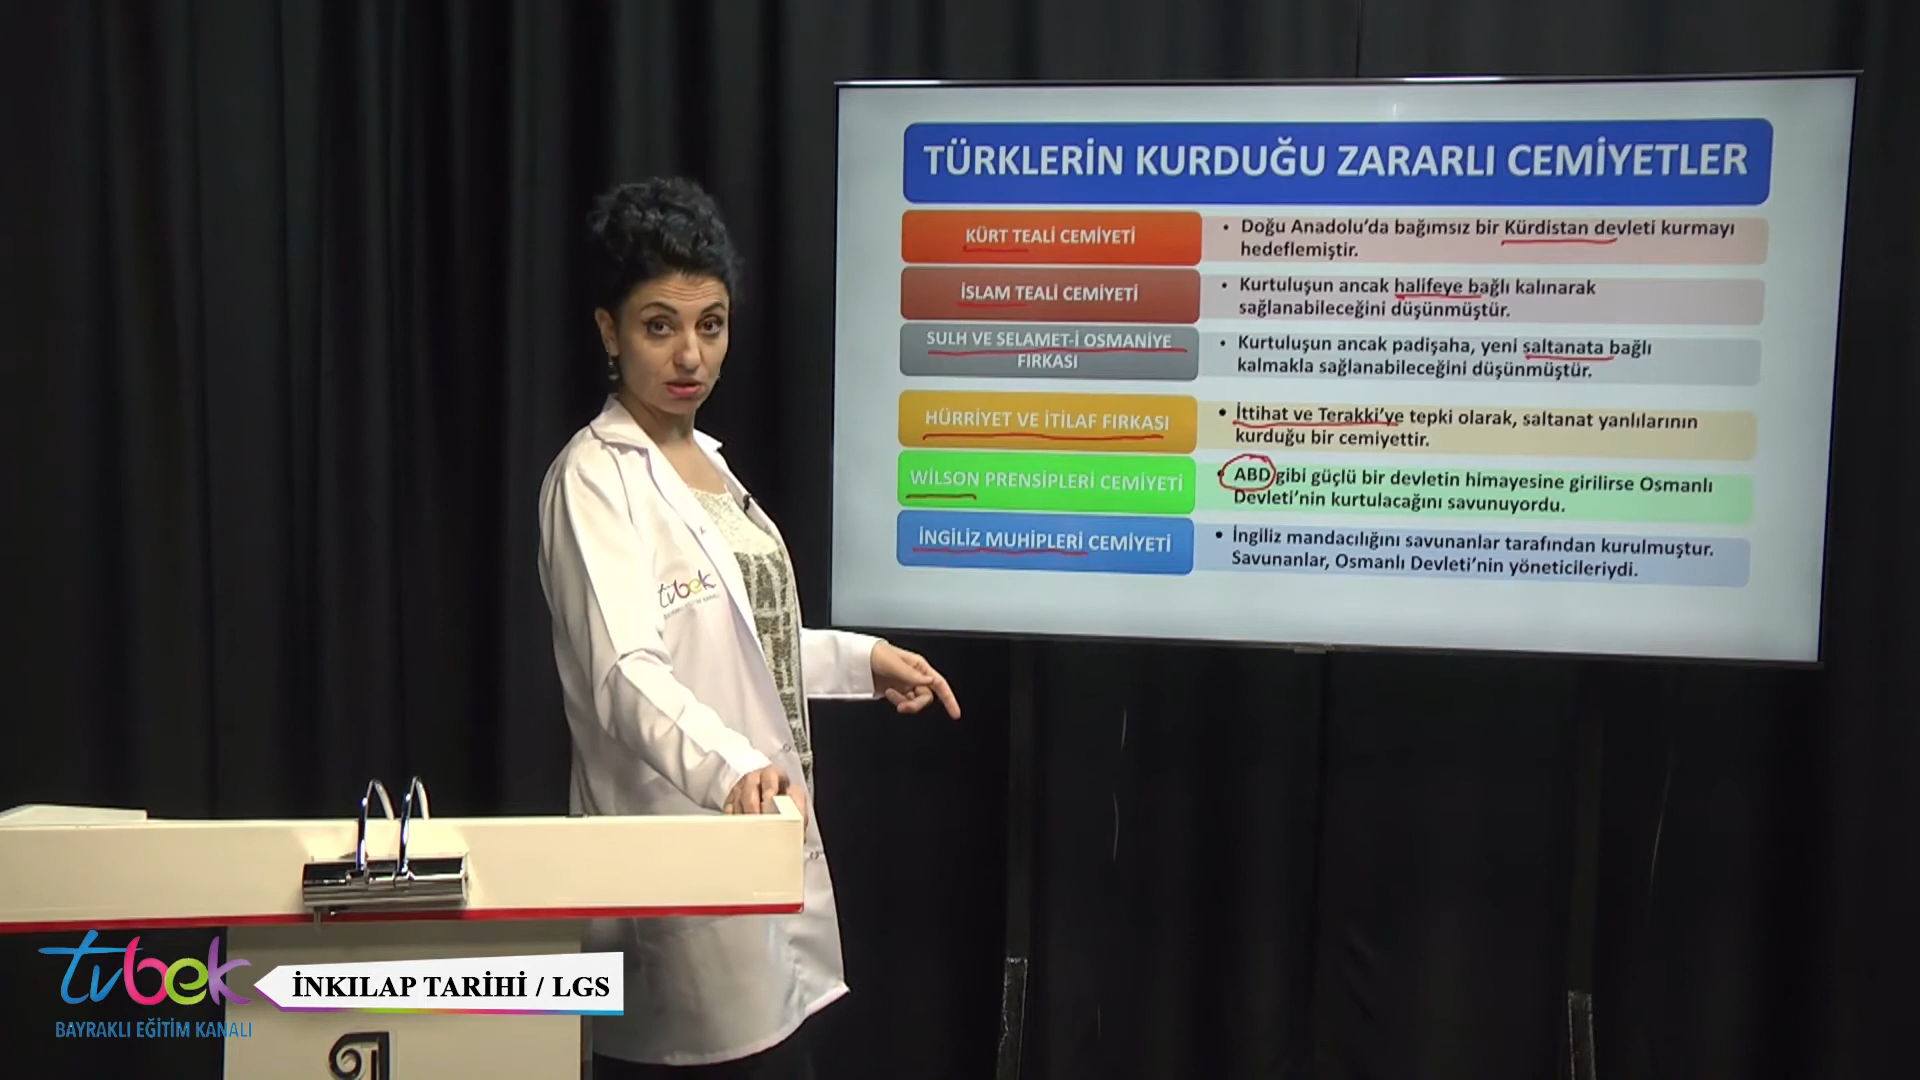 TÜRKLERİN KURDUĞU ZARARLI CEMİYETLER
KÜRT TEALİ CEMİYETİ
• Doğu Anadolu'da bağımsız bir Kürdistan devleti kurmayı
hedeflemiştir.
İSLAM TEALİ CEMİYETİ
• Kurtuluşun ancak halifeye bağlı kalınarak
sağlanabileceğini düşünmüştür.
SULH VE SELAMET-İ OSMANİYE
FIRKASI
• Kurtuluşun ancak padişaha, yeni saltanata bağlı
kalmakla sağlanabileceğini düşünmüştür.
HÜRRİYET VE İTİLAF FIRKASI
• İttihat ve Terakki'ye tepki olarak, saltanat yanlılarının
kurduğu bir cemiyettir.
WİLSON PRENSİPLERİ CEMİYETİ
• ABD gibi güçlü bir devletin himayesine girilirse Osmanlı
Devleti'nin kurtulacağını savunuyordu.
İNGİLİZ MUHİPLERİ CEMİYETİ
• İngiliz mandacılığını savunanlar tarafından kurulmuştur.
Savunanlar, Osmanlı Devleti'nin yöneticileriydi.
tvbek
BAYRAKLI EĞİTİM KANALI
tvbek
BAYRAKLI EĞİTİM KANALI
İNKILAP TARİHİ / LGS